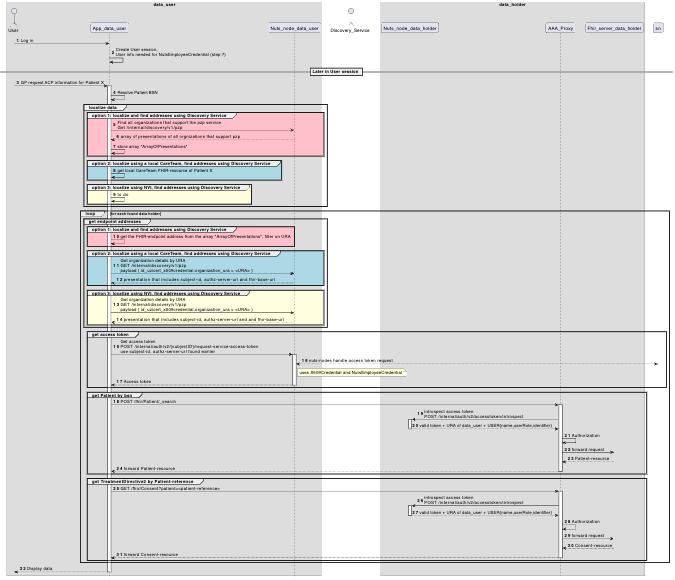 data_user
data_holder
User
App_data_user
Nuts_node_data_user
Discovery_Service
Nuts_node_data_holder
AAA_Proxy
Fhir_server_data_holder
sn
1 Log in
2 Create User session,
User info needed for NutsEmployeeCredential (step 7)
Later in User session
3 GP request ACP information for Patient X
4 Resolve Patient BSN
localize data
option 1: localize and find addresses using Discovery Service
5 Find all organizations that support the pzp service
Get /internal/discovery/v1/pzp
6 array of presentations of all orgnizations that support pzp
7 store array "ArrayOfPresentations"
option 2: localize using a local CareTeam, find addresses using Discovery Service
8 get local CareTeam FHIR-resource of Patient X
option 3: localize using NVI, find addresses using Discovery Service
9 to do
loop [for each found data holder]
get endpoint addresses
option 1: localize and find addresses using Discovery Service
10 get the FHIR-endpoint address from the array "ArrayOfPresentations", filter on URA
option 2: localize using a local CareTeam, find addresses using Discovery Service
Get organization details by URA
11 GET /internal/discovery/v1/pzp
payload { id_uzicert_x509credential.organization_ura = <URA> }
12 presentation that includes subject-id, authz-server-url and fhir-base-url
option 3: localize using NVI, find addresses using Discovery Service
Get organization details by URA
13 GET /internal/discovery/v1/pzp
payload { id_uzicert_x509credential.organization_ura = <URA> }
14 presentation that includes subject-id, authz-server-url and and fhir-base-url
get access token
Get access token
15 POST /internal/auth/v2/{subjectID}/request-service-access-token
use subject-id, authz-server-url found earlier
16 nuts-nodes handle access token request
uses X509Credential and NutsEmployeeCredential
17 Access token
get Patient by bsn
18 POST /fhir/Patient/_search
19 introspect access token
POST /internal/auth/v2/accesstoken/introspect
20 valid token + URA of data_user + USER(name,userRole,identifier)
21 Authorization
22 forward request
23 Patient-resource
24 forward Patient-resource
get TreatmentDirective2 by Patient-reference
25 GET /fhir/Consent?patient=<patient-reference>
26 introspect access token
POST /internal/auth/v2/accesstoken/introspect
27 valid token + URA of data_user + USER(name,userRole,identifier)
28 Authorization
29 forward request
30 Consent-resource
31 forward Consent-resource
32 Display data